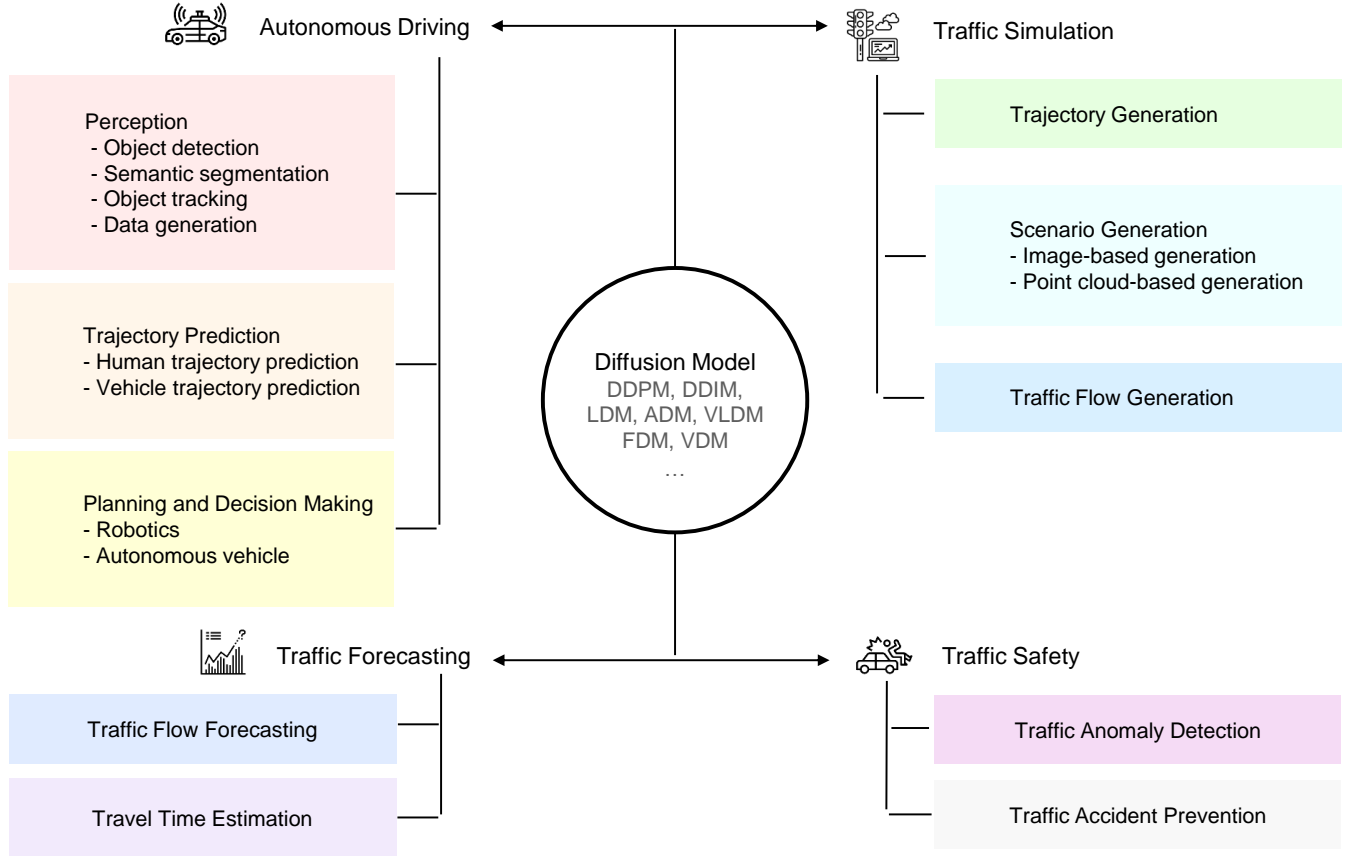 Autonomous Driving
Perception
- Object detection
- Semantic segmentation
- Object tracking
- Data generation
Trajectory Prediction
- Human trajectory prediction
- Vehicle trajectory prediction
Planning and Decision Making
- Robotics
- Autonomous vehicle
Traffic Simulation
Trajectory Generation
Scenario Generation
- Image-based generation
- Point cloud-based generation
Traffic Flow Generation
Diffusion Model
DDPM, DDIM,
LDM, ADM, VLDM
FDM, VDM
...
Traffic Forecasting
Traffic Flow Forecasting
Travel Time Estimation
Traffic Safety
Traffic Anomaly Detection
Traffic Accident Prevention